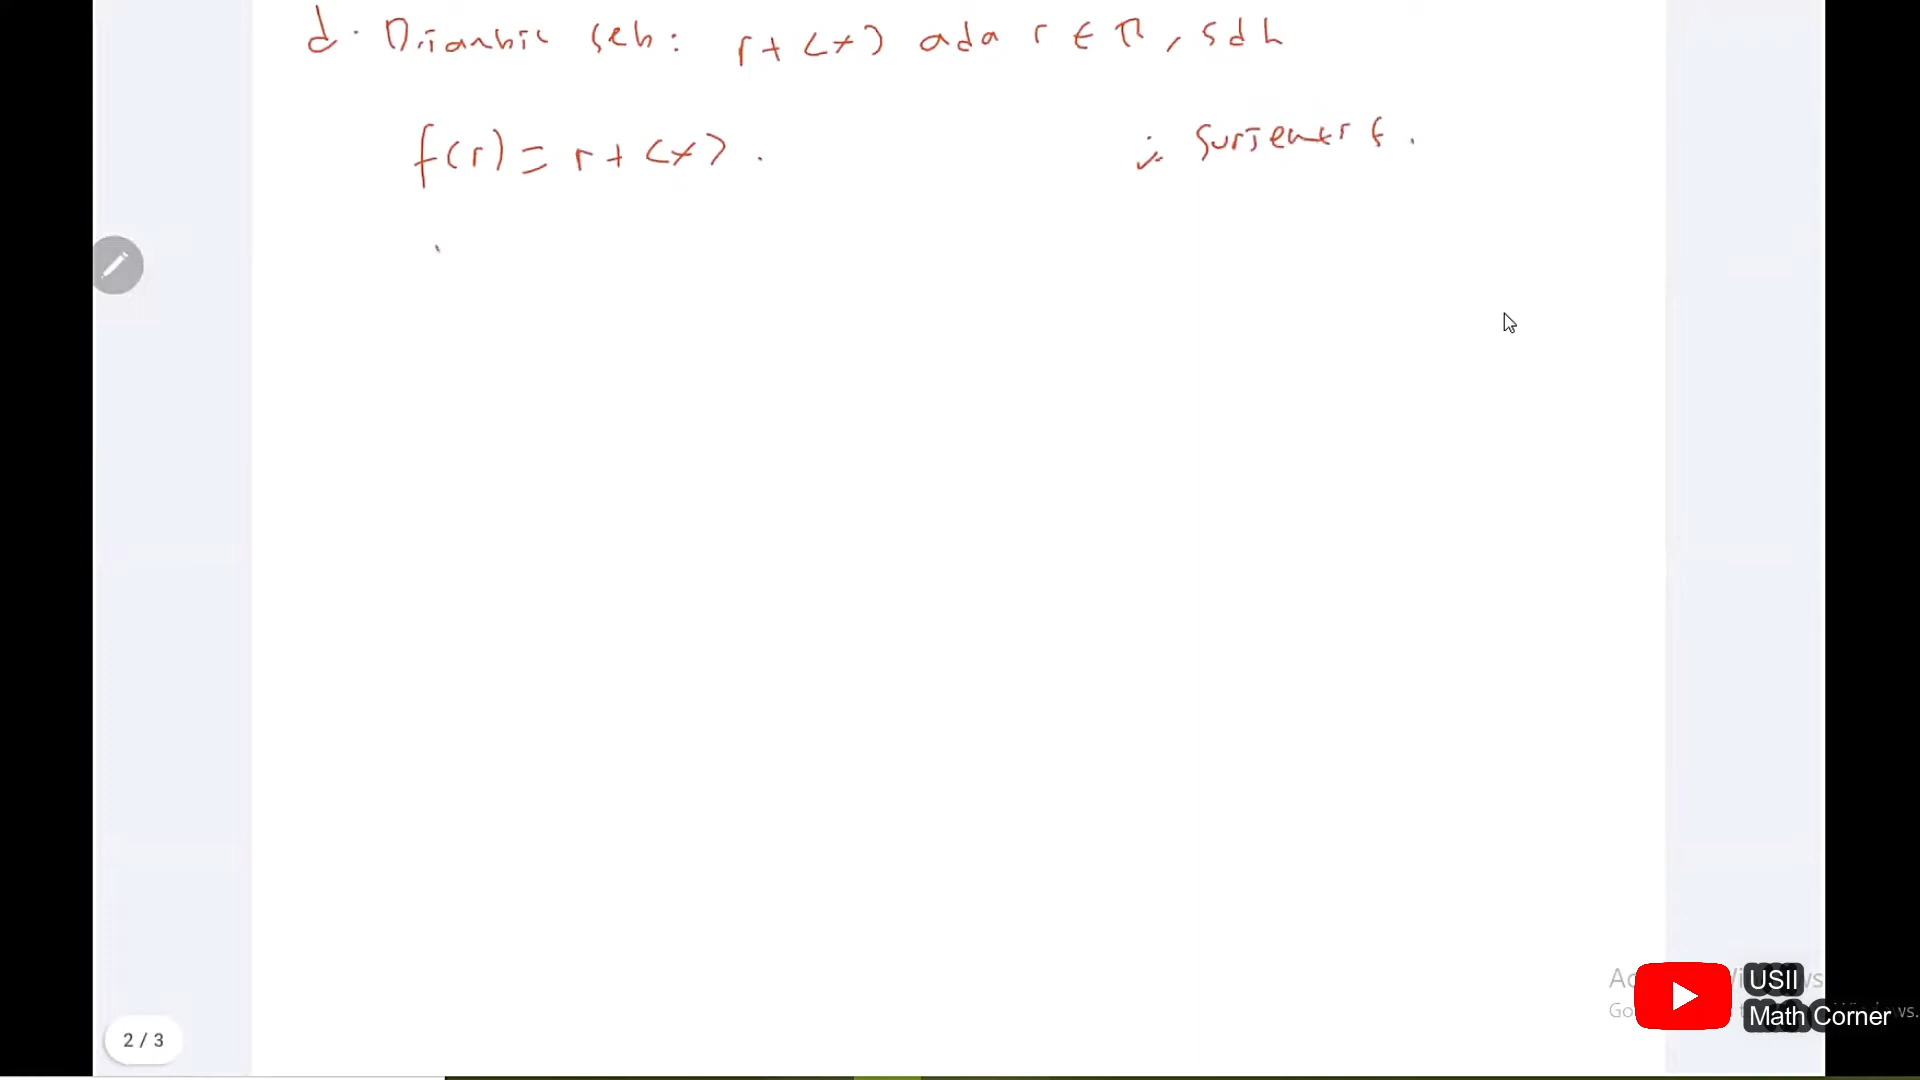 d. Diambil seb: r + <x> ada r ∈ R, sdh
f(r) = r + <x>.
∴ Surjektif f.
2 / 3
USII
Math Corner